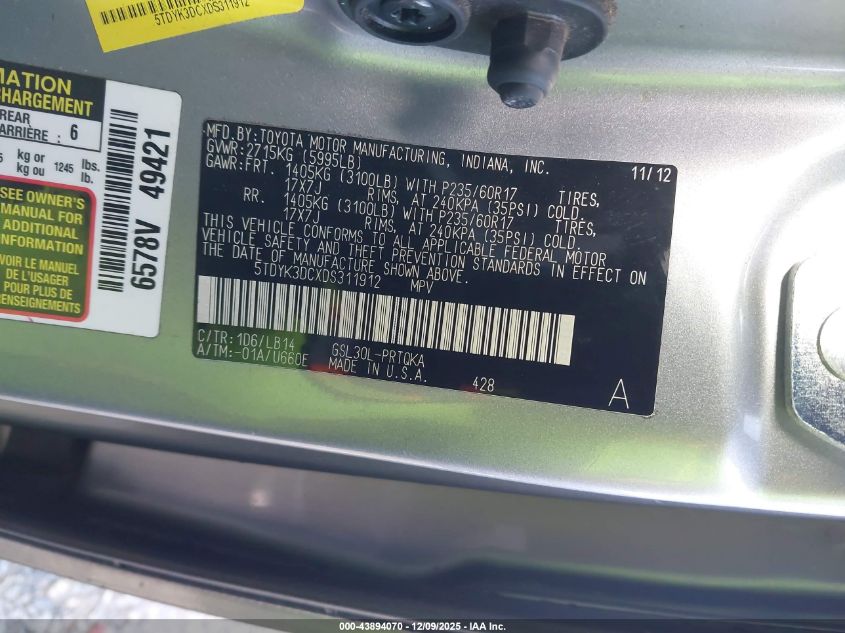 5TDYK3DCXDS311912
MATION
CHARGEMENT
REAR
ARRIÈRE : 6
kg or 1245 lbs.
kg ou lb.
SEE OWNER'S
MANUAL FOR
ADDITIONAL
INFORMATION
VOIR LE MANUEL
DE L'USAGER
POUR PLUS DE
RENSEIGNEMENTS
6578V 49421
MFD.BY:TOYOTA MOTOR MANUFACTURING, INDIANA, INC. 11/12
GVWR:2715KG (5995LB)
GAWR:FRT. 1405KG (3100LB) WITH P235/60R17 TIRES,
17X7J RIMS, AT 240KPA (35PSI) COLD.
RR. 1405KG (3100LB) WITH P235/60R17 TIRES,
17X7J RIMS, AT 240KPA (35PSI) COLD.
THIS VEHICLE CONFORMS TO ALL APPLICABLE FEDERAL MOTOR
VEHICLE SAFETY AND THEFT PREVENTION STANDARDS IN EFFECT ON
THE DATE OF MANUFACTURE SHOWN ABOVE.
5TDYK3DCXDS311912 MPV
C/TR:1D6/LB14 GSL30L-PRTQKA
A/TM:-01A/U660E MADE IN U.S.A. 428 A
000-43894070 - 12/09/2025 - IAA Inc.